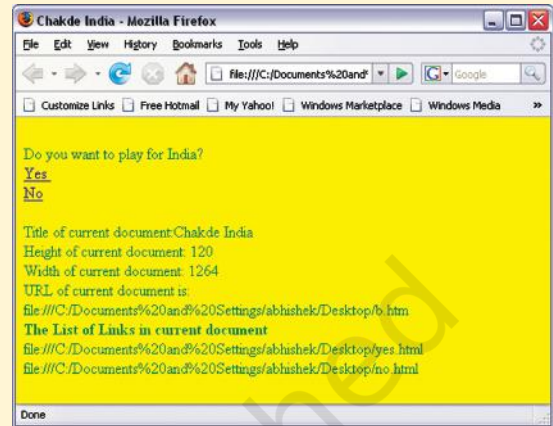 Chakde India - Mozilla Firefox
File Edit View History Bookmarks Tools Help
file:///C:/Documents%20and° Google
Customize Links Free Hotmail My Yahoo! Windows Marketplace Windows Media »
Do you want to play for India?
Yes
No
Title of current document:Chakde India
Height of current document: 120
Width of current document: 1264
URL of current document is:
file:///C:/Documents%20and%20Settings/abhishek/Desktop/b.htm
The List of Links in current document
file:///C:/Documents%20and%20Settings/abhishek/Desktop/yes.html
file:///C:/Documents%20and%20Settings/abhishek/Desktop/no.html
Done